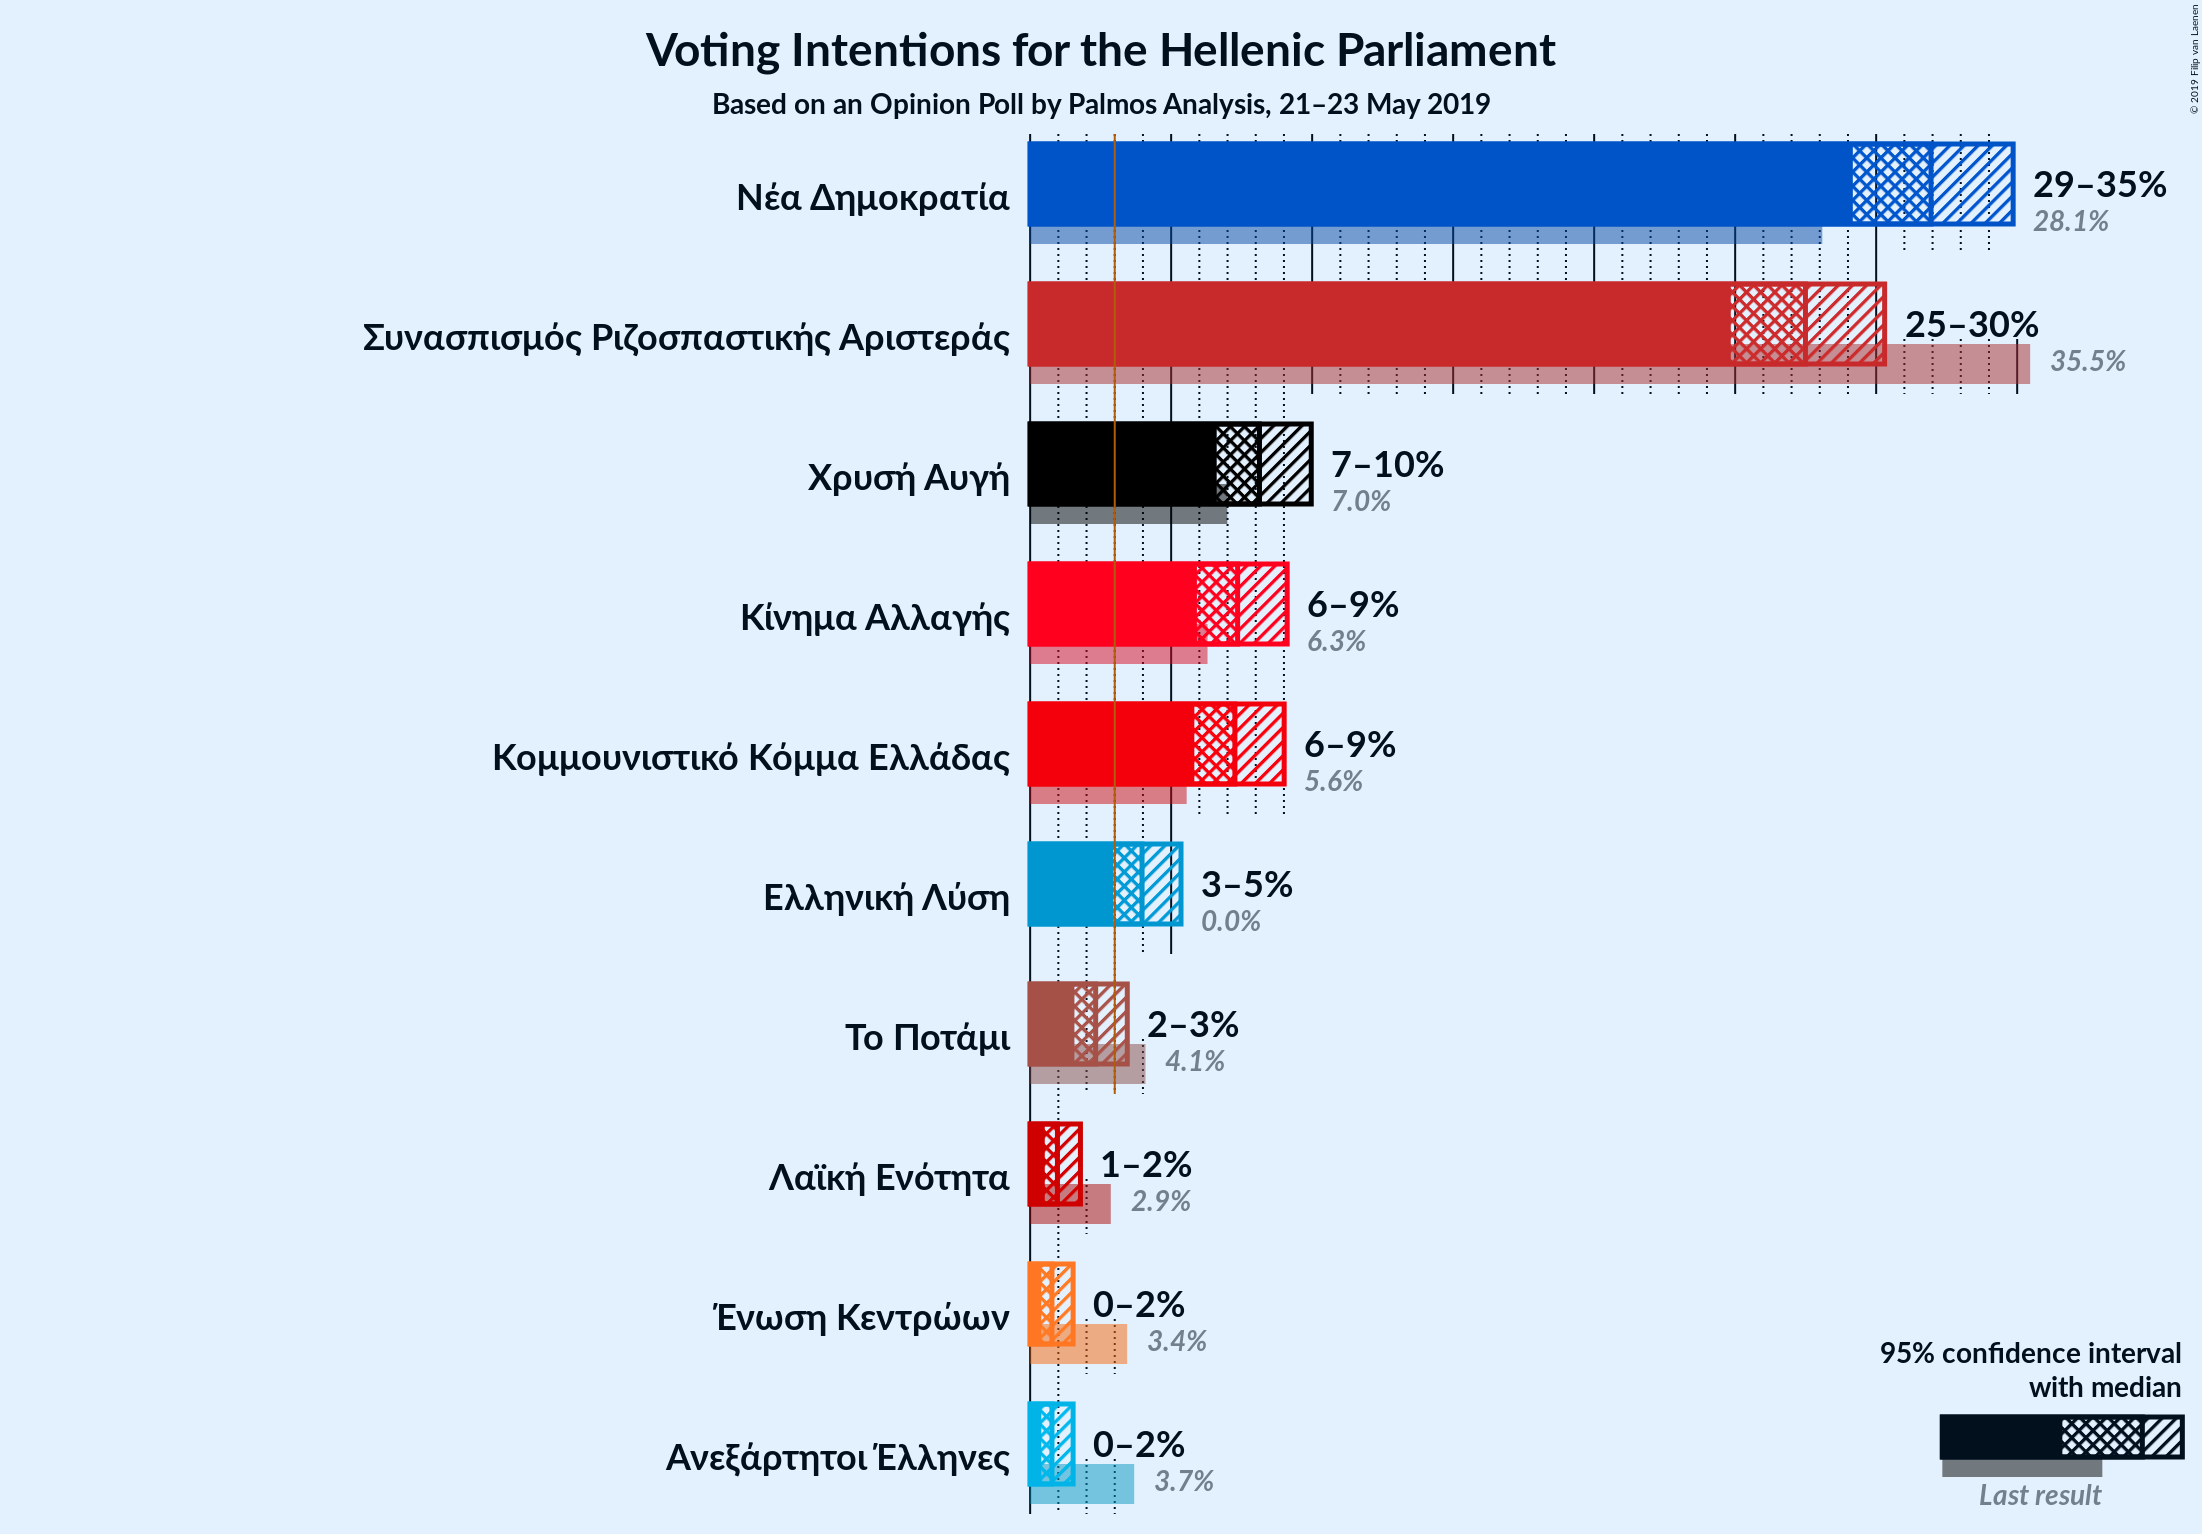 Voting Intentions for the Hellenic Parliament
Based on an Opinion Poll by Palmos Analysis, 21–23 May 2019
© 2019 Filip van Laenen
Νέα Δημοκρατία
29–35%
28.1%
Συνασπισμός Ριζοσπαστικής Αριστεράς
25–30%
35.5%
Χρυσή Αυγή
7–10%
7.0%
Κίνημα Αλλαγής
6–9%
6.3%
Κομμουνιστικό Κόμμα Ελλάδας
6–9%
5.6%
Ελληνική Λύση
3–5%
0.0%
Το Ποτάμι
2–3%
4.1%
Λαϊκή Ενότητα
1–2%
2.9%
Ένωση Κεντρώων
0–2%
3.4%
Ανεξάρτητοι Έλληνες
0–2%
3.7%
95% confidence interval
with median
Last result